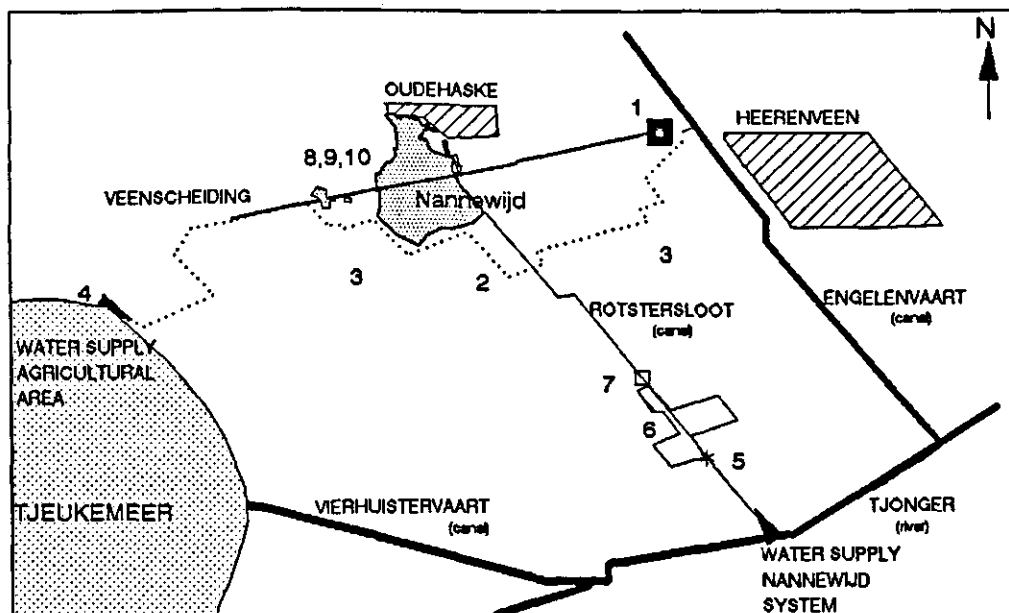 N
OUDEHASKE
1
HEERENVEEN
8,9,10
VEENSCHEIDING
Nannewijd
3
2
3
4
ENGELENVAART
(canal)
ROTSTERSLOOT
(canal)
WATER SUPPLY
AGRICULTURAL
AREA
7
6
5
TJEUKEMEER
VIERHUISTERVAART
(canal)
TJONGER
(river)
WATER SUPPLY
NANNEWIJD
SYSTEM